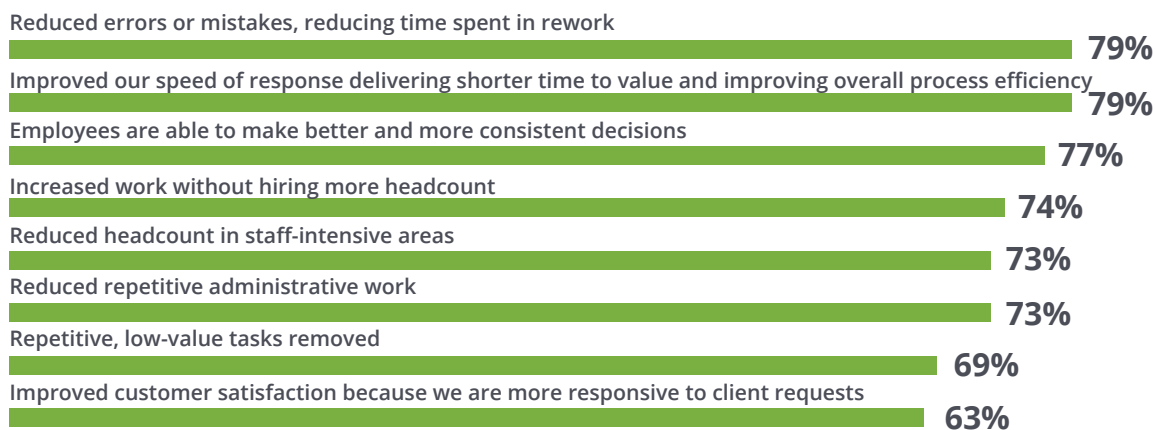 Reduced errors or mistakes, reducing time spent in rework
79%
Improved our speed of response delivering shorter time to value and improving overall process efficiency
79%
Employees are able to make better and more consistent decisions
77%
Increased work without hiring more headcount
74%
Reduced headcount in staff-intensive areas
73%
Reduced repetitive administrative work
73%
Repetitive, low-value tasks removed
69%
Improved customer satisfaction because we are more responsive to client requests
63%